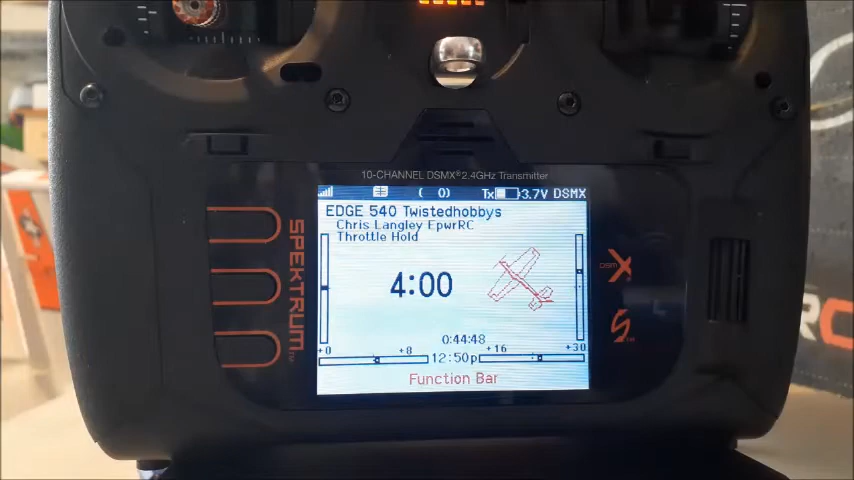 10-CHANNEL DSMX® 2.4GHz Transmitter
( 0) Tx 3.7V DSMX
EDGE 540 Twistedhobbys
Chris Langley EpwrRC
Throttle Hold
4:00
0:44:48
+0 +8 +16 +30
12:50p
Function Bar
SPEKTRUM
DSM X
RC